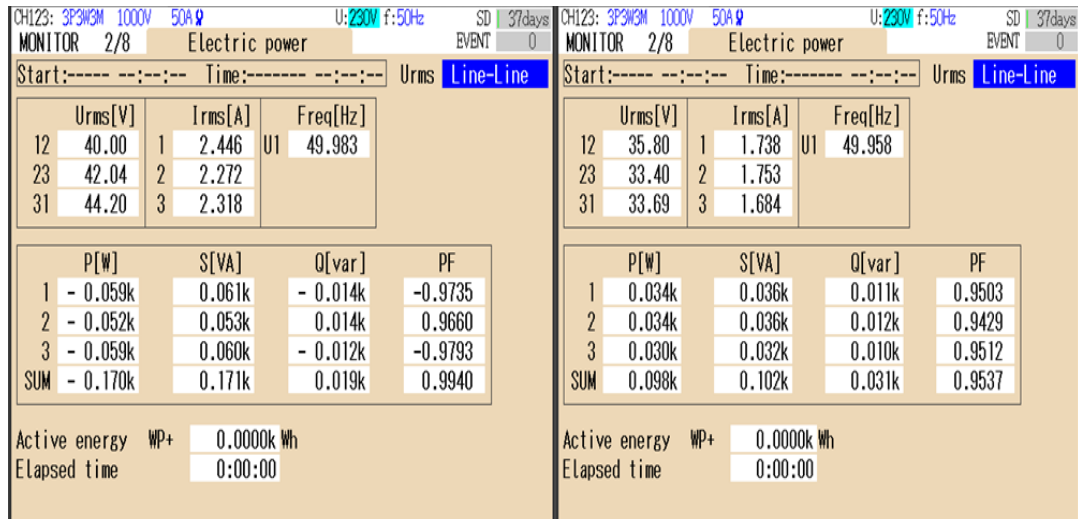 CH123: 3P3W3M 1000V 50A U:230V f:50Hz SD 37days
MONITOR 2/8 Electric power EVENT 0
Start:----- --:--:-- Time:------- --:--:-- Urms Line-Line
Urms[V] Irms[A] Freq[Hz]
12 40.00 1 2.446 U1 49.983
23 42.04 2 2.272
31 44.20 3 2.318
P[W] S[VA] Q[var] PF
1 - 0.059k 0.061k - 0.014k -0.9735
2 - 0.052k 0.053k 0.014k 0.9660
3 - 0.059k 0.060k - 0.012k -0.9793
SUM - 0.170k 0.171k 0.019k 0.9940
Active energy WP+ 0.0000k Wh
Elapsed time 0:00:00
CH123: 3P3W3M 1000V 50A U:230V f:50Hz SD 37days
MONITOR 2/8 Electric power EVENT 0
Start:----- --:--:-- Time:------- --:--:-- Urms Line-Line
Urms[V] Irms[A] Freq[Hz]
12 35.80 1 1.738 U1 49.958
23 33.40 2 1.753
31 33.69 3 1.684
P[W] S[VA] Q[var] PF
1 0.034k 0.036k 0.011k 0.9503
2 0.034k 0.036k 0.012k 0.9429
3 0.030k 0.032k 0.010k 0.9512
SUM 0.098k 0.102k 0.031k 0.9537
Active energy WP+ 0.0000k Wh
Elapsed time 0:00:00